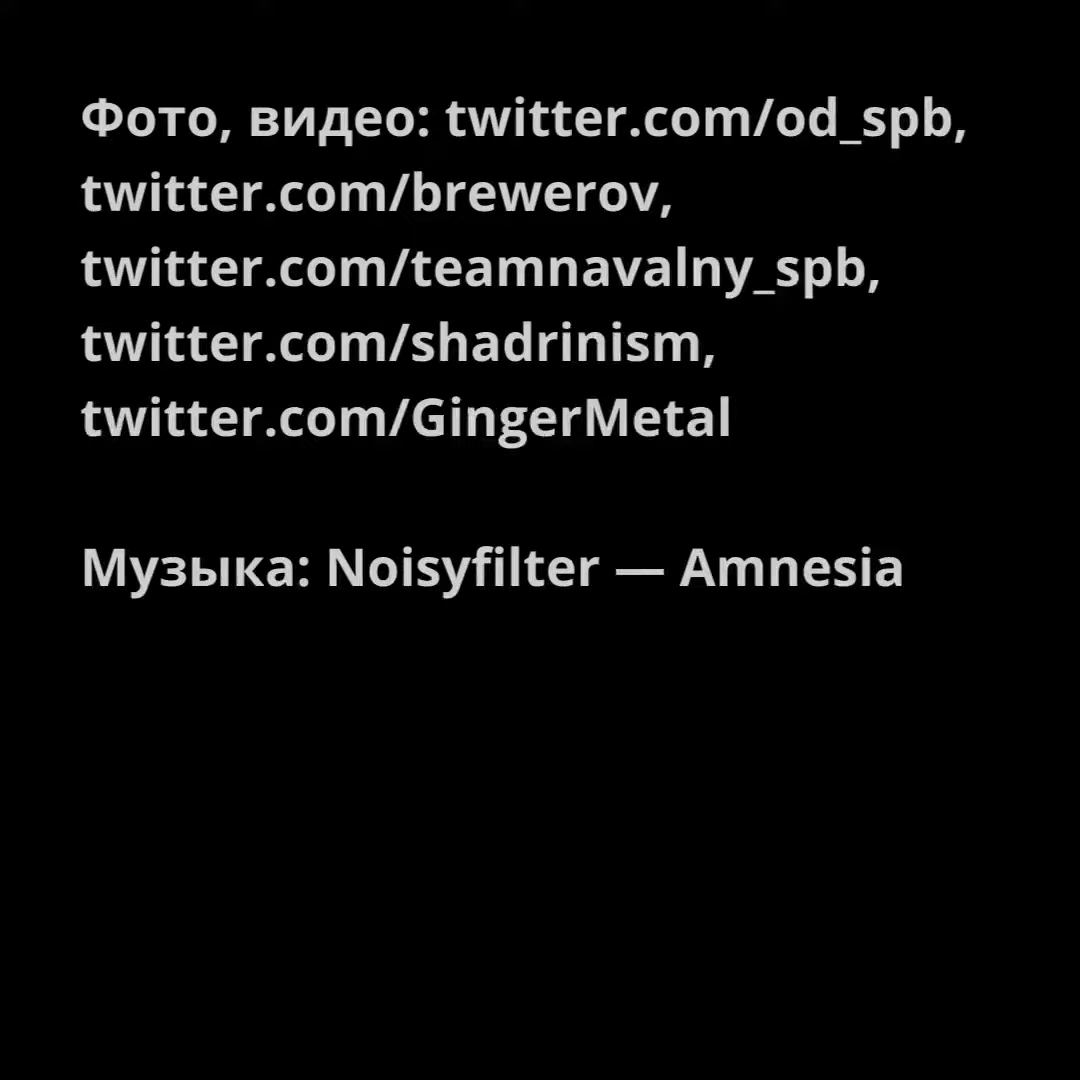 Фото, видео: twitter.com/od_spb,
twitter.com/brewerov,
twitter.com/teamnavalny_spb,
twitter.com/shadrinism,
twitter.com/GingerMetal
Музыка: Noisyfilter — Amnesia